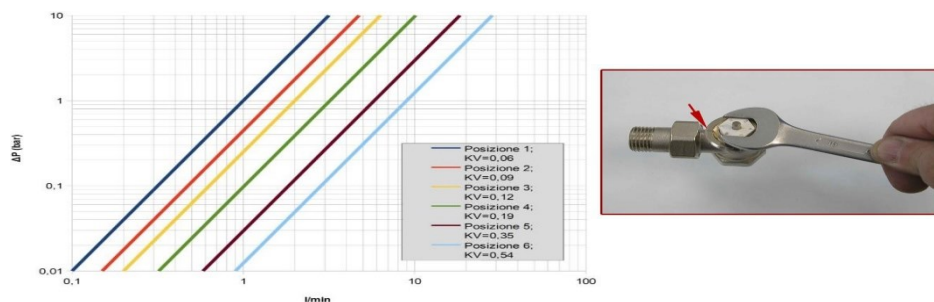 10
1
0,1
0,01
ΔP (bar)
Posizione 1;
KV=0,06
Posizione 2;
KV=0,09
Posizione 3;
KV=0,12
Posizione 4;
KV=0,19
Posizione 5;
KV=0,35
Posizione 6;
KV=0,54
0,1
1
10
100
l/min